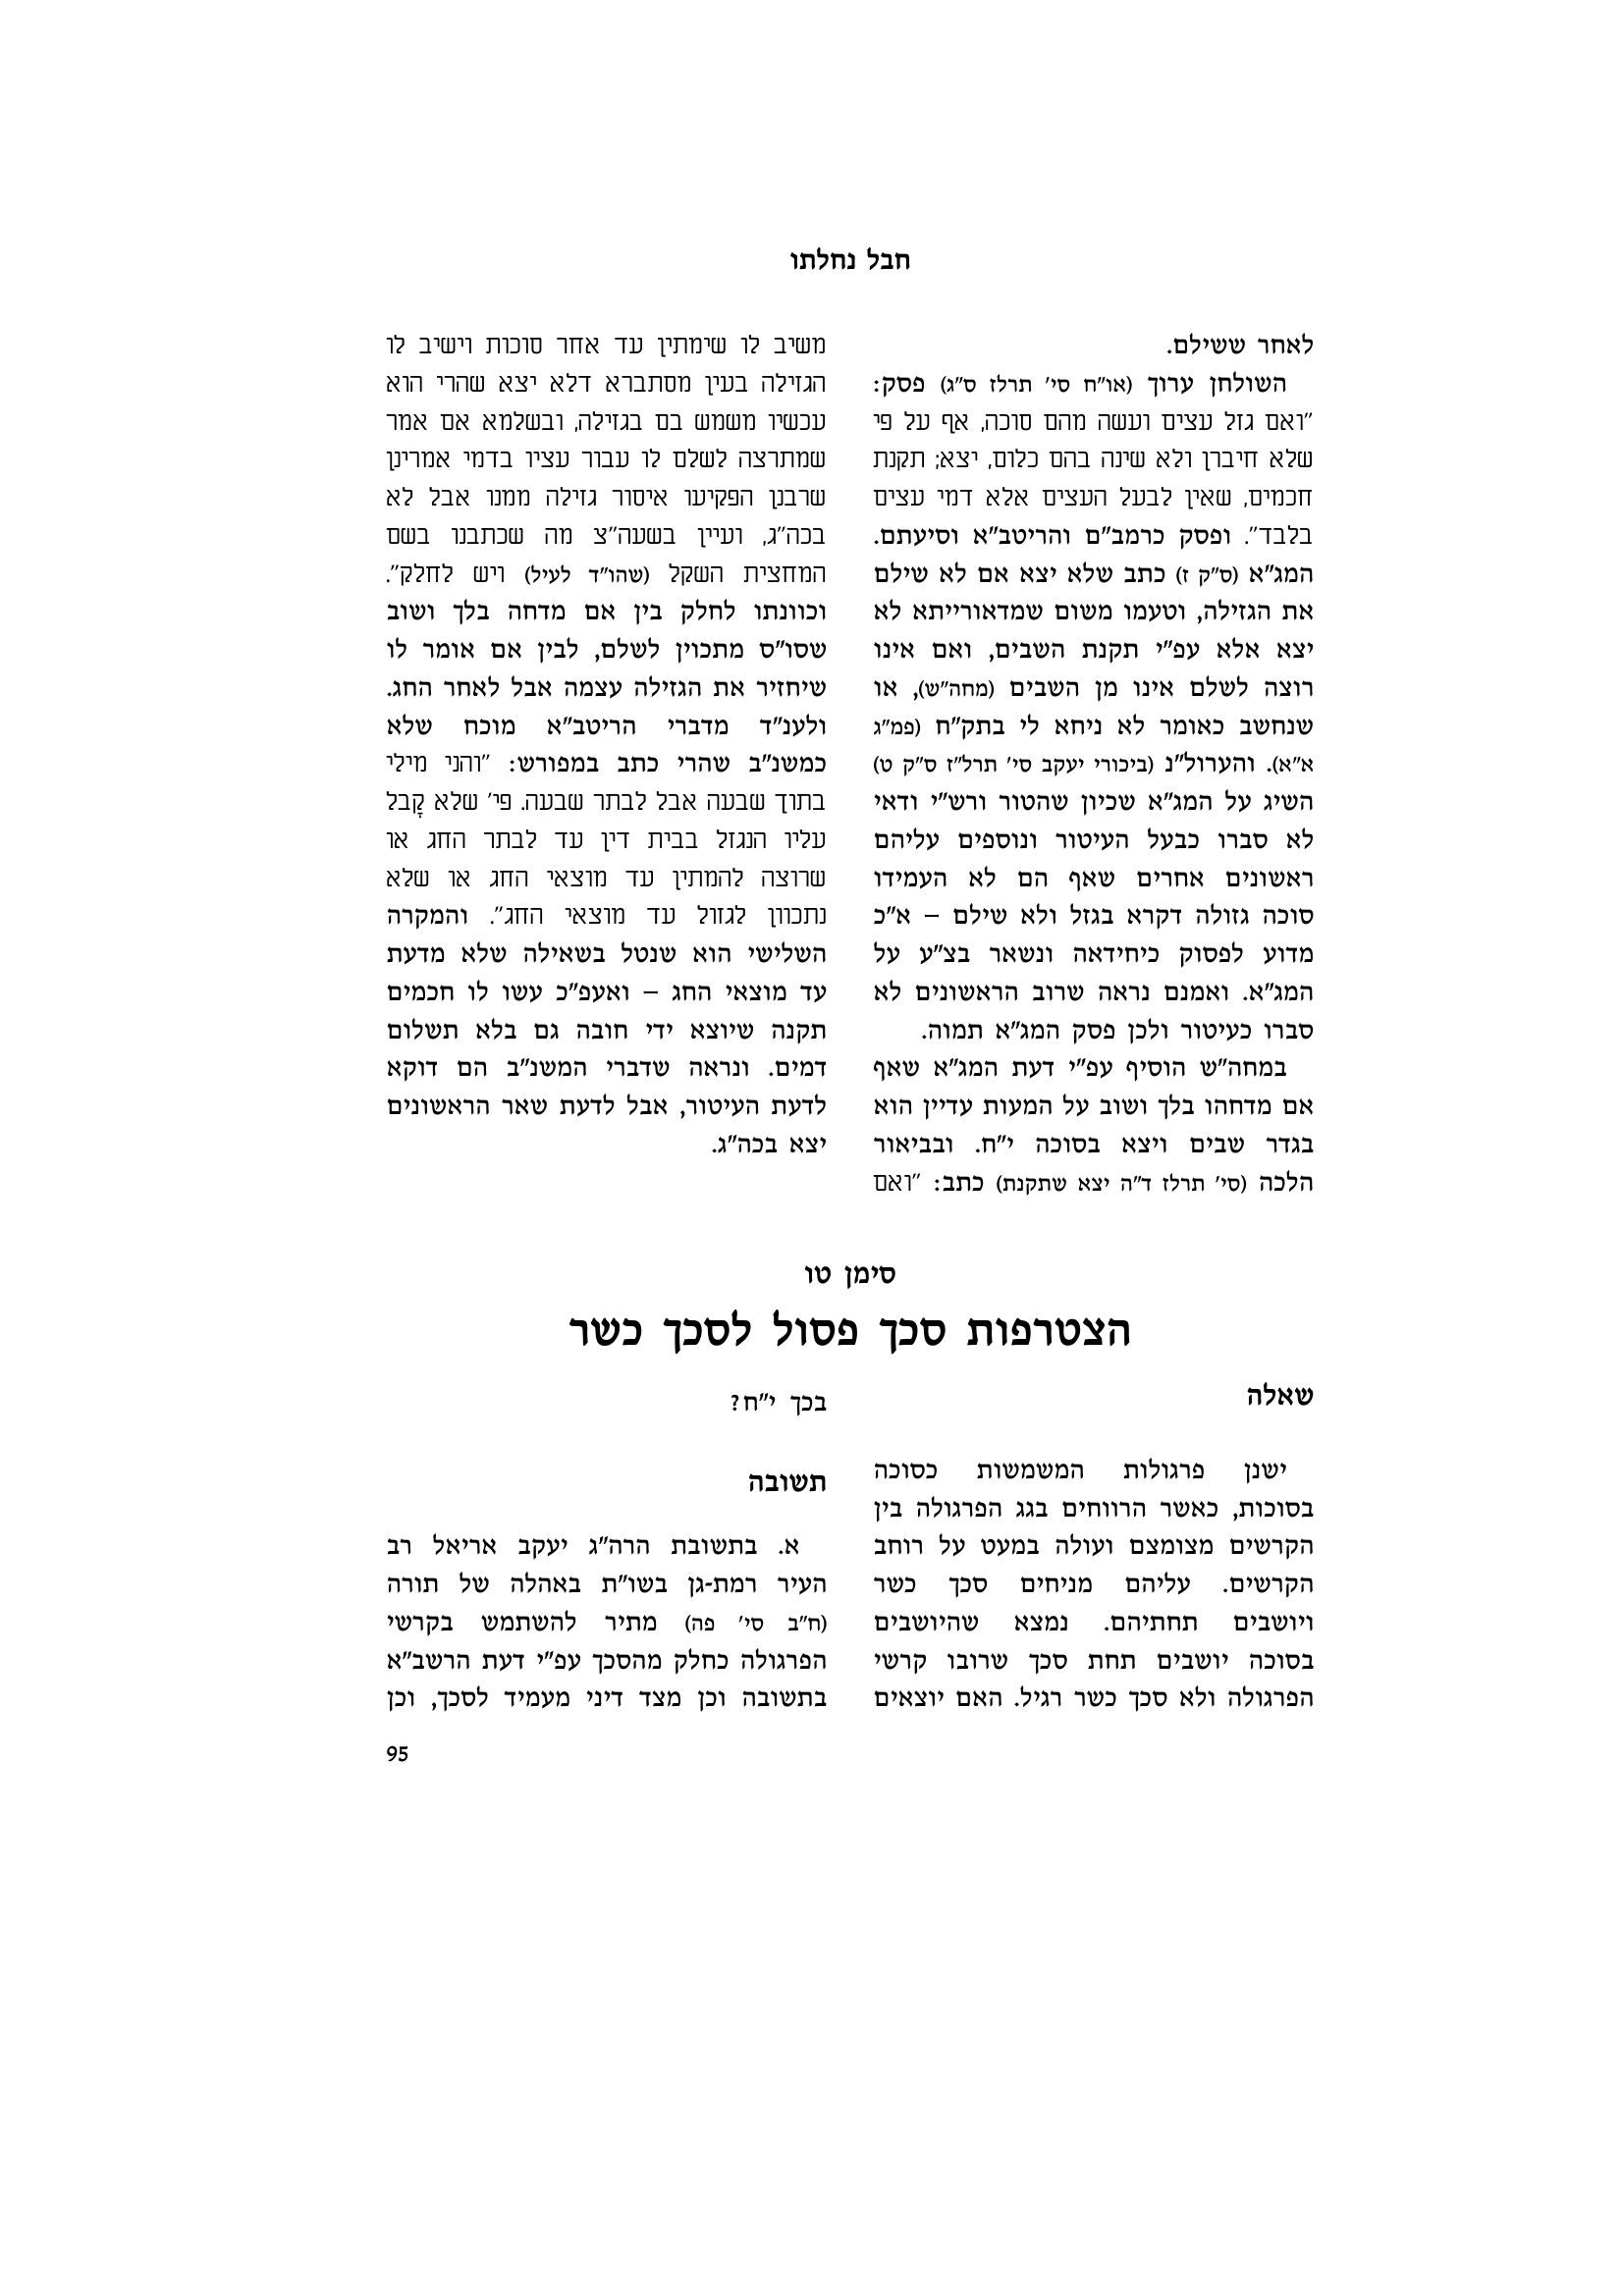 חבל נחלתו
לאחר ששילם.
השולחן ערוך (או"ח סי' תרלז ס"ג) פסק:
"ואם גזל עצים ועשה מהם סוכה, אף על פי
שלא חיברן ולא שינה בהם כלום, יצא; תקנת
חכמים, שאין לבעל העצים אלא דמי עצים
בלבד". ופסק כרמב"ם והריטב"א וסיעתם.
המג"א (ס"ק ז) כתב שלא יצא אם לא שילם
את הגזילה, וטעמו משום שמדאורייתא לא
יצא אלא עפ"י תקנת השבים, ואם אינו
רוצה לשלם אינו מן השבים (מחה"ש), או
שנחשב כאומר לא ניחא לי בתק"ח (פמ"ג
א"א). והערול"נ (ביכורי יעקב סי' תרל"ז ס"ק ט)
השיג על המג"א שכיון שהטור ורש"י ודאי
לא סברו כבעל העיטור ונוספים עליהם
ראשונים אחרים שאף הם לא העמידו
סוכה גזולה דקרא בגזל ולא שילם – א"כ
מדוע לפסוק כיחידאה ונשאר בצ"ע על
המג"א. ואמנם נראה שרוב הראשונים לא
סברו כעיטור ולכן פסק המג"א תמוה.
במחה"ש הוסיף עפ"י דעת המג"א שאף
אם מדחהו בלך ושוב על המעות עדיין הוא
בגדר שבים ויצא בסוכה י"ח. ובביאור
הלכה (סי' תרלז ד"ה יצא שתקנת) כתב: "ואם
משיב לו שימתין עד אחר סוכות וישיב לו
הגזילה בעין מסתברא דלא יצא שהרי הוא
עכשיו משמש בם בגזילה, ובשלמא אם אמר
שמתרצה לשלם לו עבור עציו בדמי אמרינן
שרבנן הפקיעו איסור גזילה ממנו אבל לא
בכה"ג, ועיין בשעה"צ מה שכתבנו בשם
המחצית השקל (שהו"ד לעיל) ויש לחלק".
וכוונתו לחלק בין אם מדחה בלך ושוב
שסו"ס מתכוין לשלם, לבין אם אומר לו
שיחזיר את הגזילה עצמה אבל לאחר החג.
ולענ"ד מדברי הריטב"א מוכח שלא
כמשנ"ב שהרי כתב במפורש: "והני מילי
בתוך שבעה אבל לבתר שבעה. פי' שלא קָבל
עליו הנגזל בבית דין עד לבתר החג או
שרוצה להמתין עד מוצאי החג או שלא
נתכוון לגזול עד מוצאי החג". והמקרה
השלישי הוא שנטל בשאילה שלא מדעת
עד מוצאי החג – ואעפ"כ עשו לו חכמים
תקנה שיוצא ידי חובה גם בלא תשלום
דמים. ונראה שדברי המשנ"ב הם דוקא
לדעת העיטור, אבל לדעת שאר הראשונים
יצא בכה"ג.
סימן טו
הצטרפות סכך פסול לסכך כשר
שאלה
ישנן פרגולות המשמשות כסוכה
בסוכות, כאשר הרווחים בגג הפרגולה בין
הקרשים מצומצם ועולה במעט על רוחב
הקרשים. עליהם מניחים סכך כשר
ויושבים תחתיהם. נמצא שהיושבים
בסוכה יושבים תחת סכך שרובו קרשי
הפרגולה ולא סכך כשר רגיל. האם יוצאים
בכך י"ח?
תשובה
א. בתשובת הרה"ג יעקב אריאל רב
העיר רמת-גן בשו"ת באהלה של תורה
(ח"ב סי' פה) מתיר להשתמש בקרשי
הפרגולה כחלק מהסכך עפ"י דעת הרשב"א
בתשובה וכן מצד דיני מעמיד לסכך, וכן
95